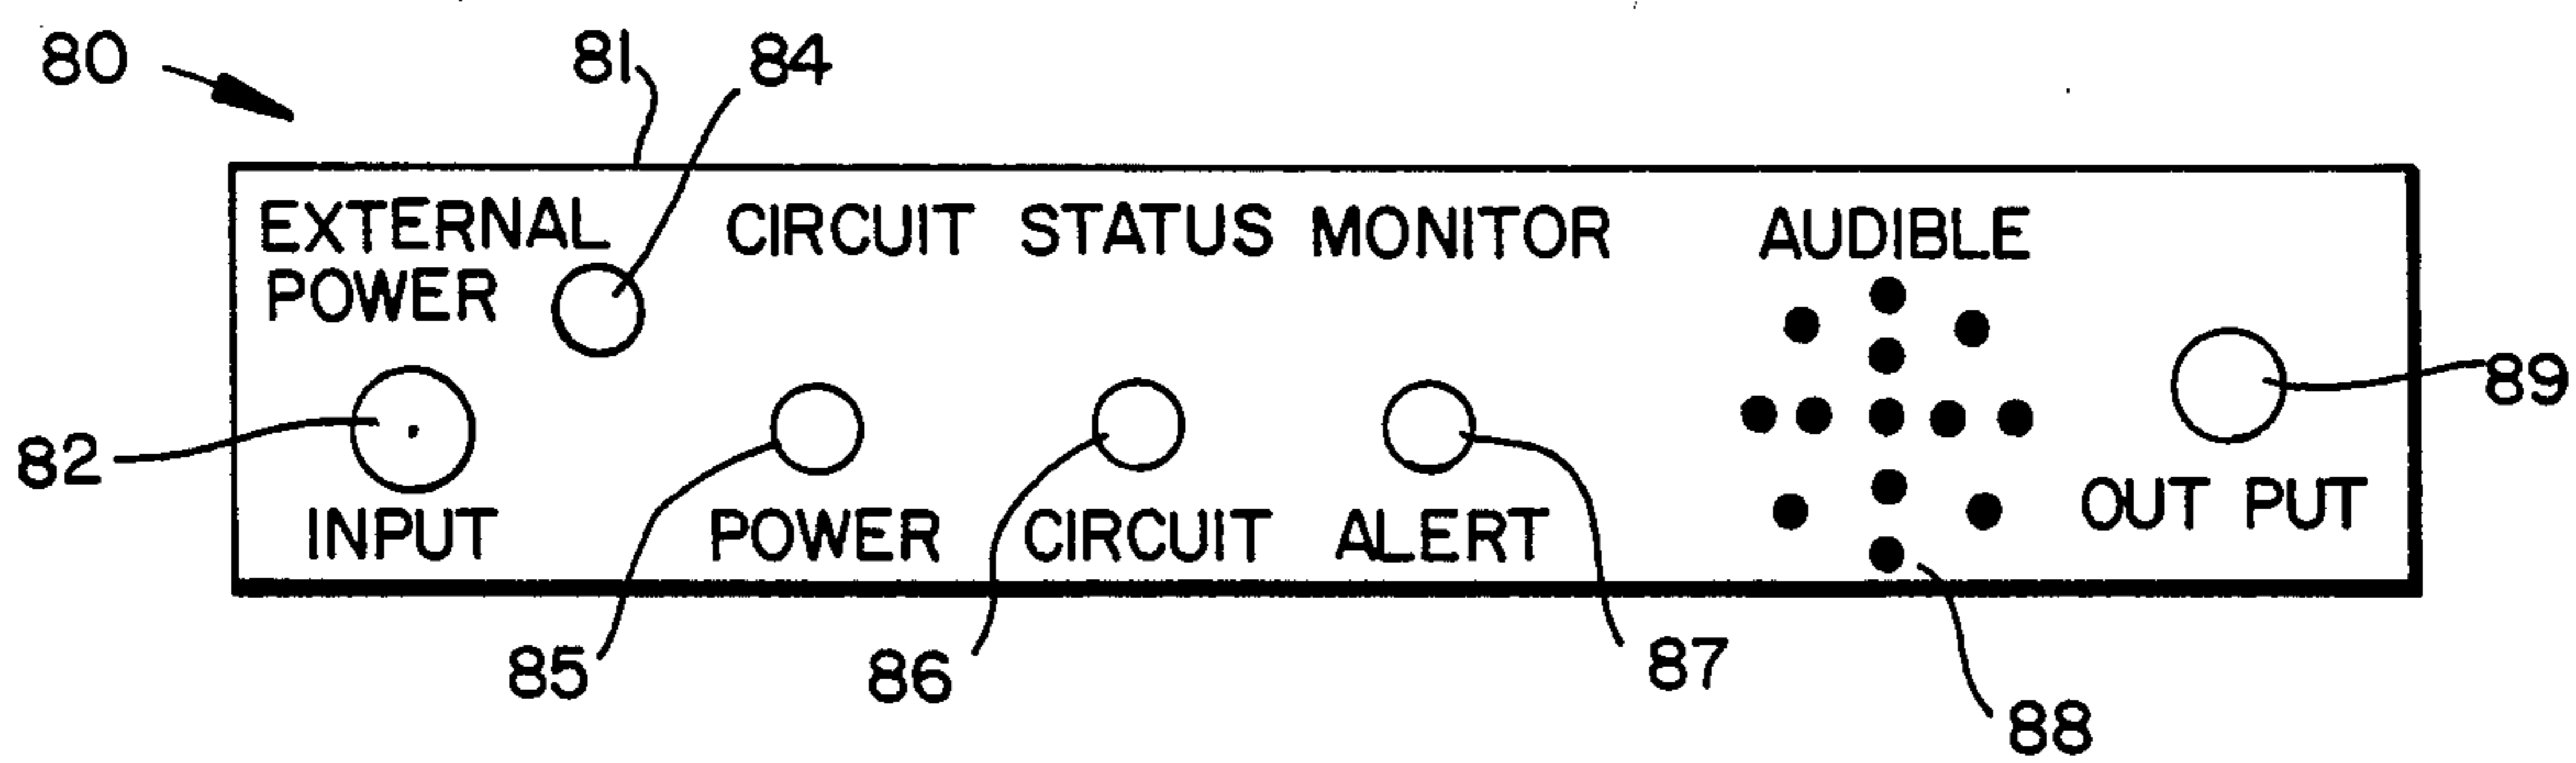 80
81
84
EXTERNAL
POWER
CIRCUIT STATUS MONITOR
AUDIBLE
82
INPUT
POWER
CIRCUIT
ALERT
OUT PUT
89
85
86
87
88